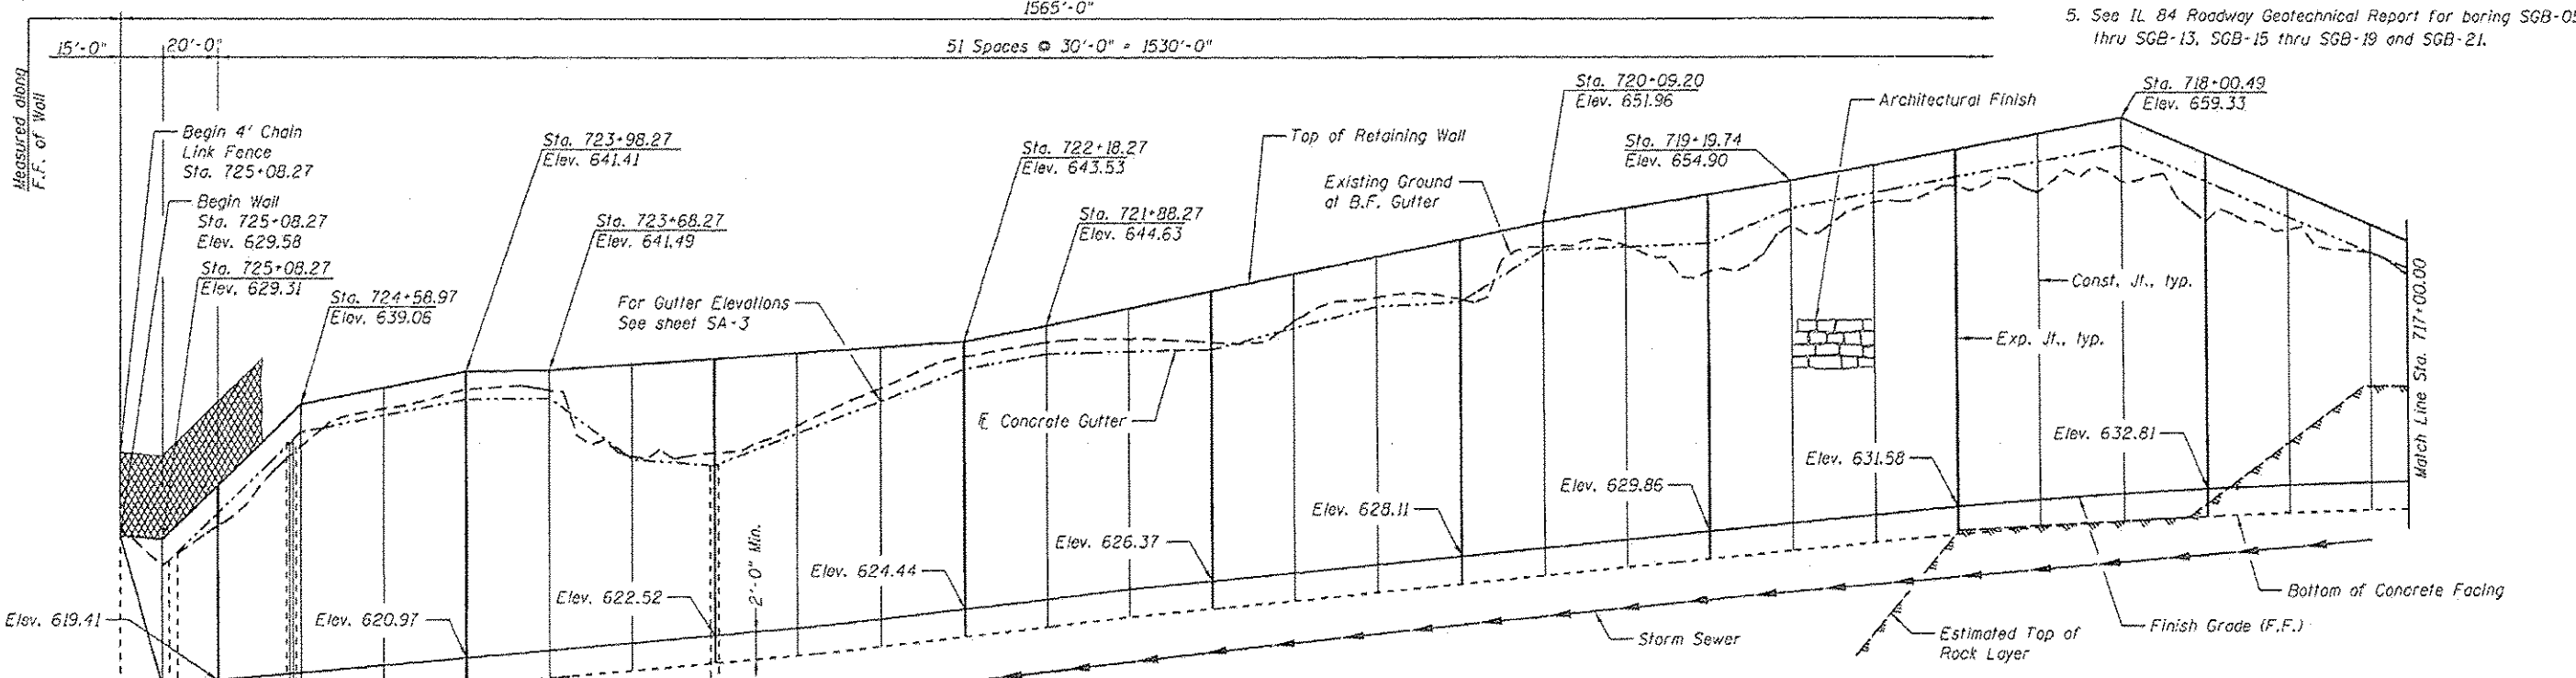 1565'-0"
5. See IL 84 Roadway Geotechnical Report for boring SGB-05
thru SGB-13, SGB-15 thru SGB-19 and SGB-21.
15'-0"
20'-0"
51 Spaces @ 30'-0" = 1530'-0"
Measured along
F.F. of Wall
Begin 4' Chain
Link Fence
Sta. 725+08.27
Begin Wall
Sta. 725+08.27
Elev. 629.58
Sta. 725+08.27
Elev. 629.31
Sta. 724+58.97
Elev. 639.06
Sta. 723+98.27
Elev. 641.41
Sta. 723+68.27
Elev. 641.49
For Gutter Elevations
See sheet SA-3
Sta. 722+18.27
Elev. 643.53
Sta. 721+88.27
Elev. 644.63
Top of Retaining Wall
Existing Ground
at B.F. Gutter
Sta. 720+09.20
Elev. 651.96
Sta. 719+19.74
Elev. 654.90
Architectural Finish
Sta. 718+00.49
Elev. 659.33
Const. Jt., typ.
Exp. Jt., typ.
℄ Concrete Gutter
Match Line Sta. 717+00.00
Elev. 619.41
Elev. 620.97
Elev. 622.52
2'-0" Min.
Elev. 624.44
Elev. 626.37
Elev. 628.11
Elev. 629.86
Elev. 631.58
Elev. 632.81
Storm Sewer
Estimated Top of
Rock Layer
Finish Grade (F.F.)
Bottom of Concrete Facing